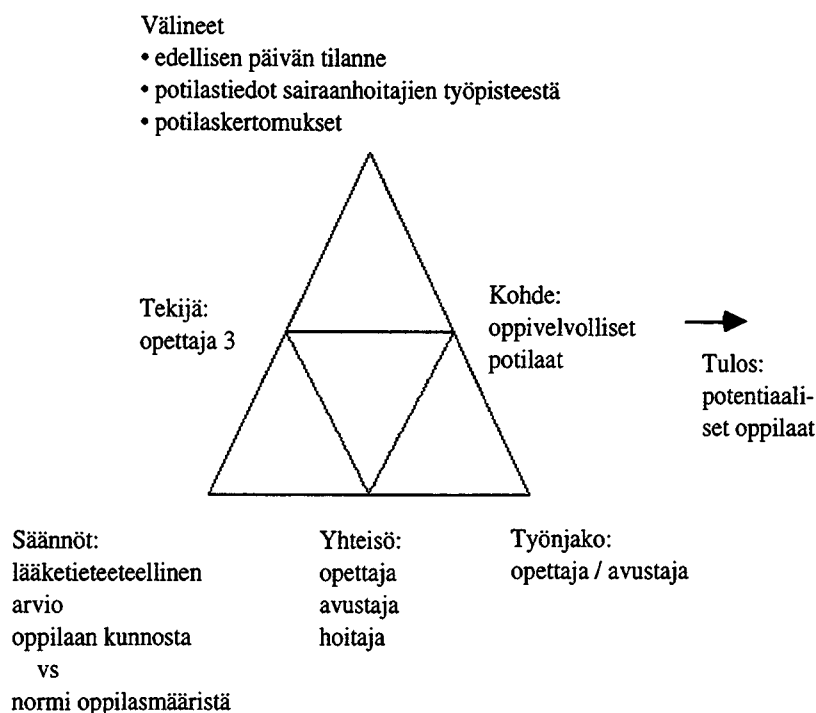 Välineet
• edellisen päivän tilanne
• potilastiedot sairaanhoitajien työpisteestä
• potilaskertomukset
Tekijä:
opettaja 3
Kohde:
oppivelvolliset
potilaat
Tulos:
potentiaali-
set oppilaat
Säännöt:
lääketieteeteellinen
arvio
oppilaan kunnosta
vs
normi oppilasmääristä
Yhteisö:
opettaja
avustaja
hoitaja
Työnjako:
opettaja / avustaja